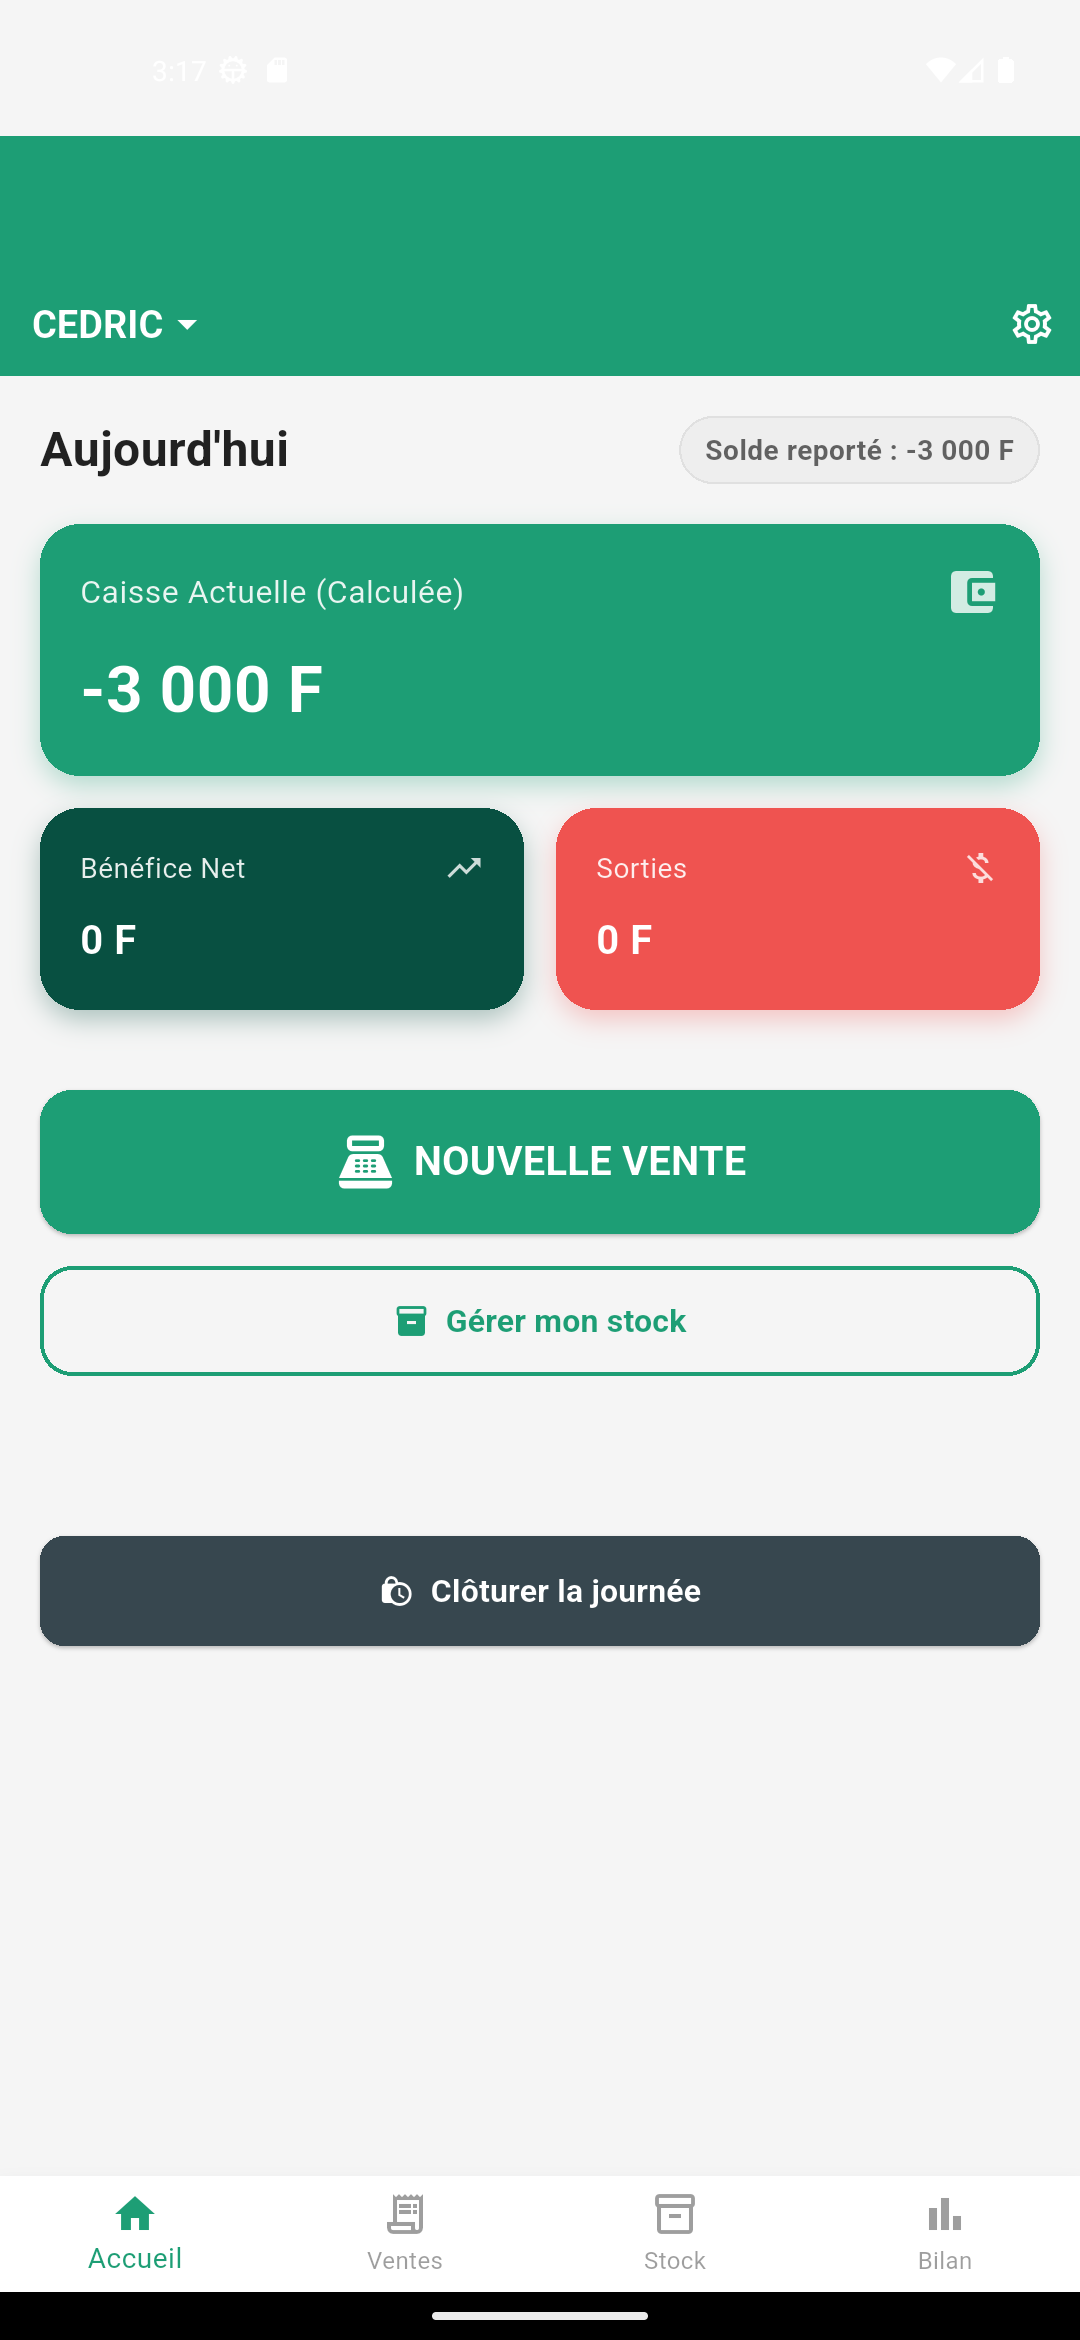 3:17
CEDRIC
Aujourd'hui
Solde reporté : -3 000 F
Caisse Actuelle (Calculée)
-3 000 F
Bénéfice Net
0 F
Sorties
0 F
NOUVELLE VENTE
Gérer mon stock
Clôturer la journée
Accueil
Ventes
Stock
Bilan